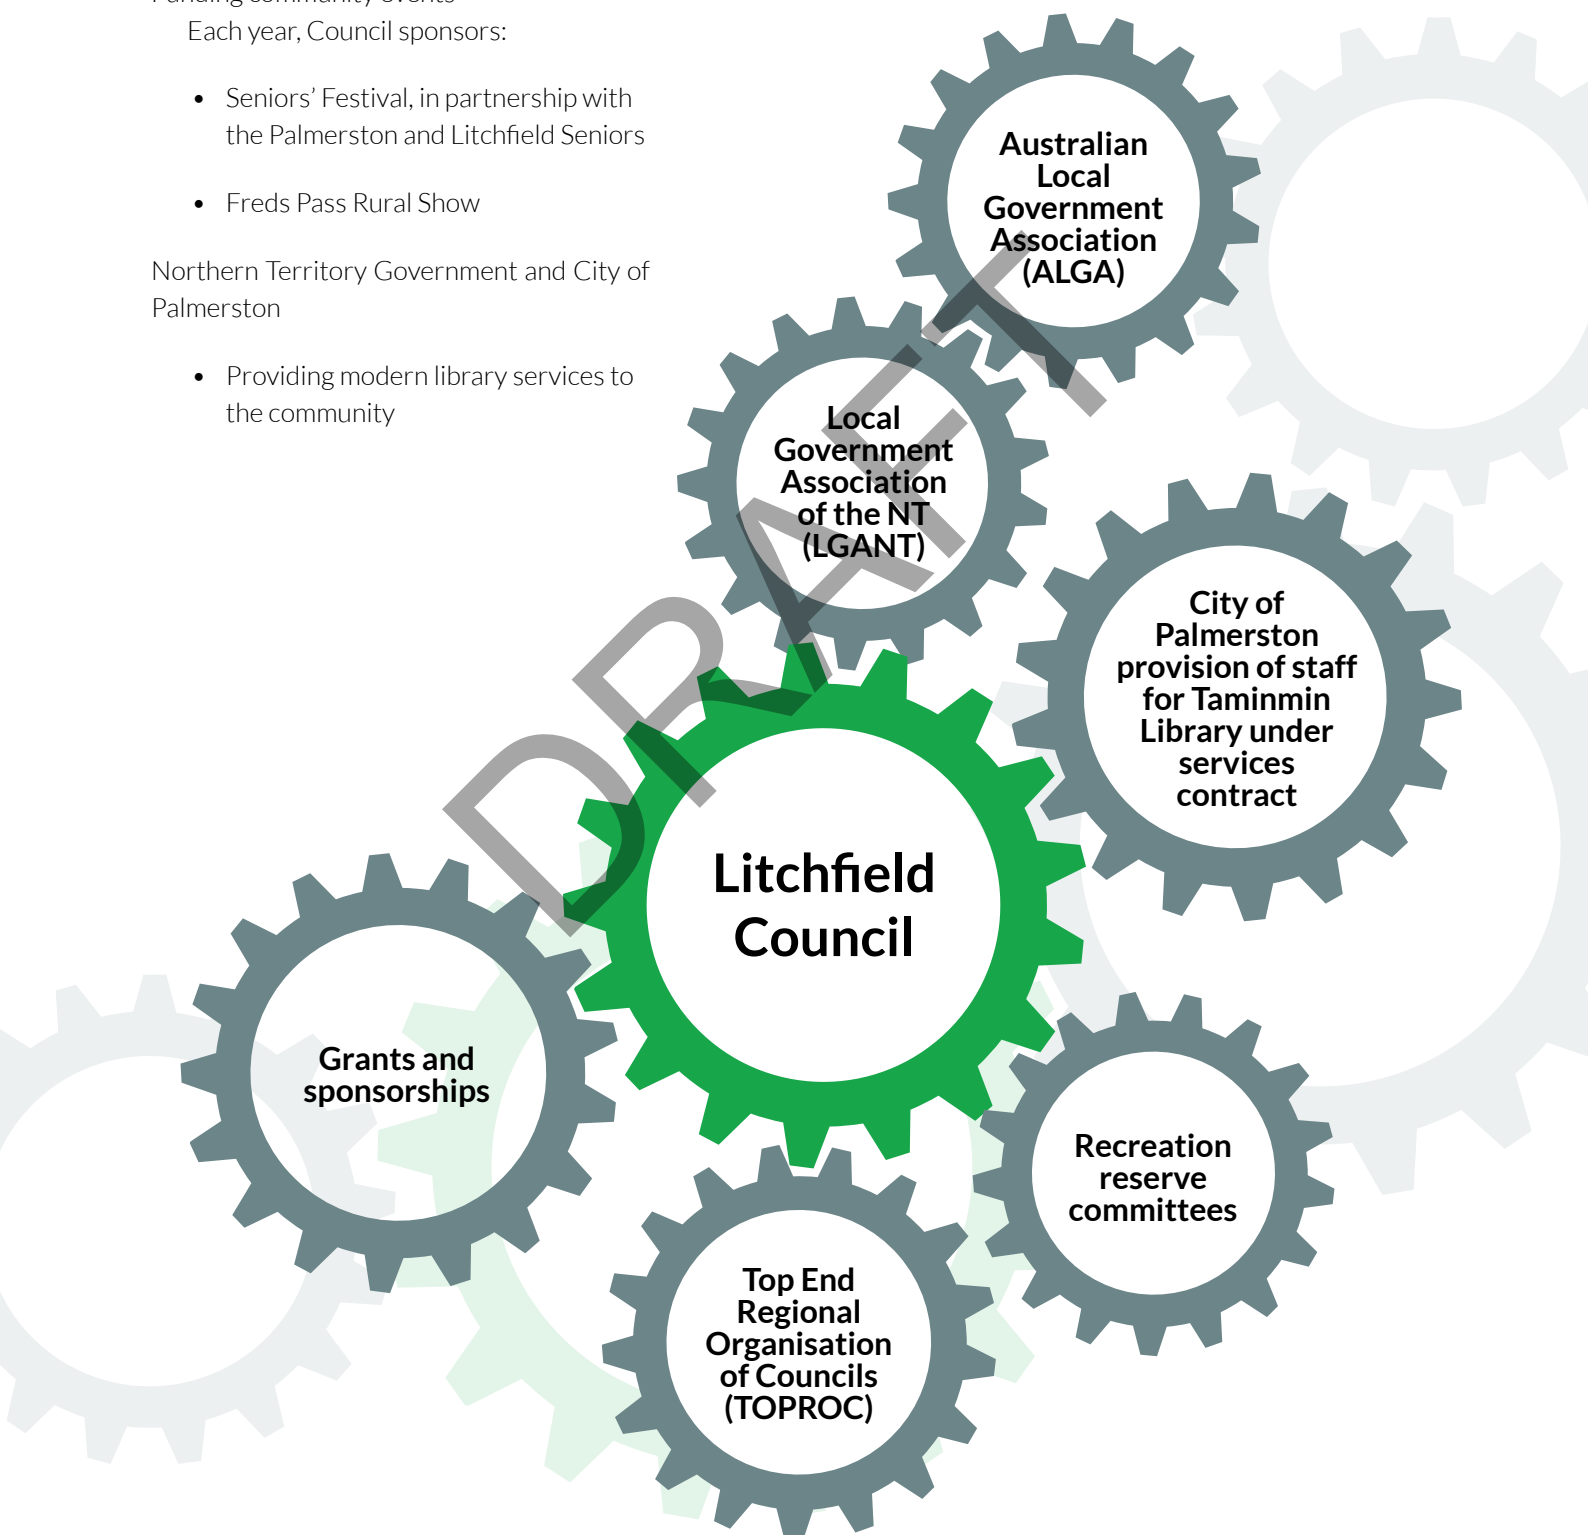 Funding community events
Each year, Council sponsors:
• Seniors’ Festival, in partnership with
the Palmerston and Litchfield Seniors
• Freds Pass Rural Show
Northern Territory Government and City of
Palmerston
• Providing modern library services to
the community
Australian
Local
Government
Association
(ALGA)
Local
Government
Association
of the NT
(LGANT)
City of
Palmerston
provision of staff
for Taminmin
Library under
services
contract
Litchfield
Council
Grants and
sponsorships
Recreation
reserve
committees
Top End
Regional
Organisation
of Councils
(TOPROC)
DRAFT